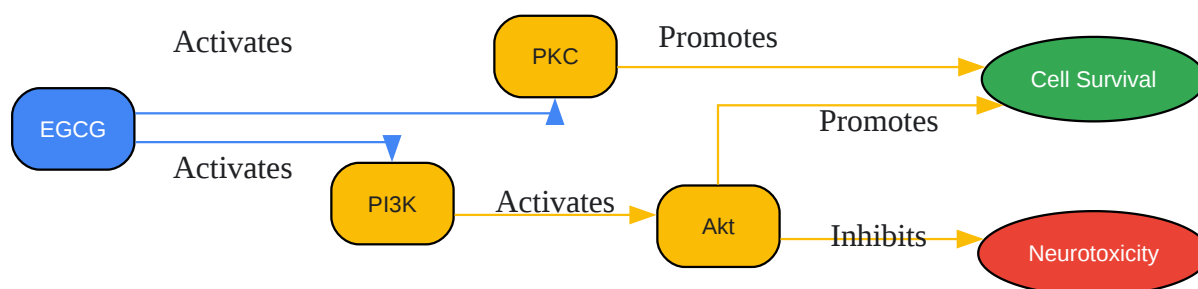 Activates
Promotes
PKC
Cell Survival
EGCG
Promotes
Activates
PI3K
Activates
Akt
Inhibits
Neurotoxicity